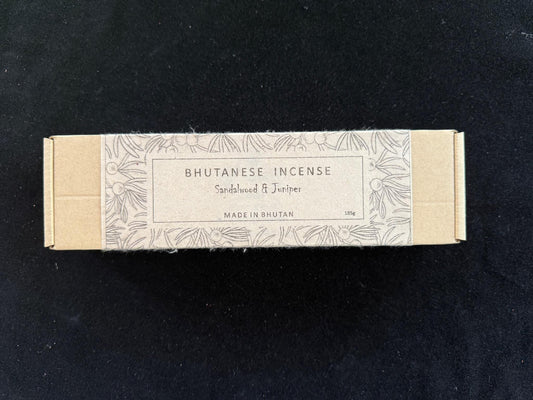 BHUTANESE INCENSE
Sandalwood & Juniper
MADE IN BHUTAN
135g